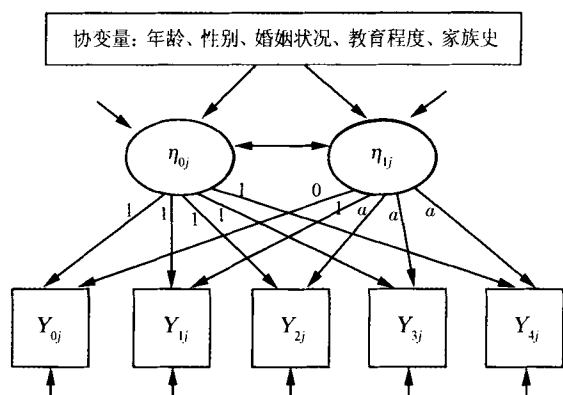 协变量：年龄、性别、婚姻状况、教育程度、家族史
η0j
η1j
1 1 1 1 1 0 1 a a a
Y0j Y1j Y2j Y3j Y4j